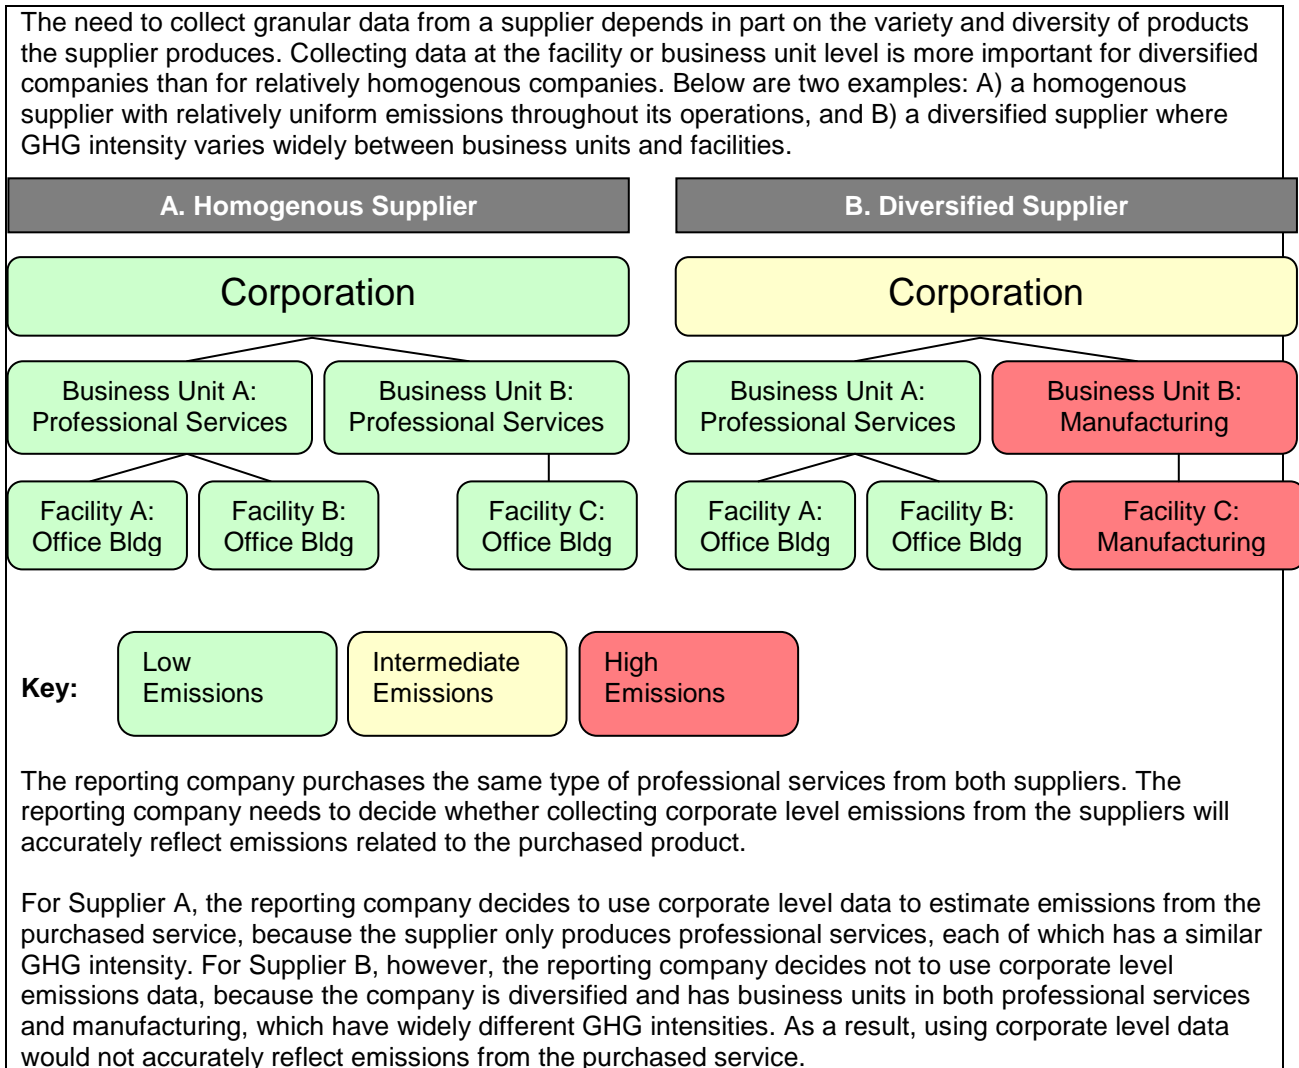 The need to collect granular data from a supplier depends in part on the variety and diversity of products
the supplier produces. Collecting data at the facility or business unit level is more important for diversified
companies than for relatively homogenous companies. Below are two examples: A) a homogenous
supplier with relatively uniform emissions throughout its operations, and B) a diversified supplier where
GHG intensity varies widely between business units and facilities.
A. Homogenous Supplier
Corporation
Business Unit A:
Professional Services
Business Unit B:
Professional Services
Facility A:
Office Bldg
Facility B:
Office Bldg
Facility C:
Office Bldg
B. Diversified Supplier
Corporation
Business Unit A:
Professional Services
Business Unit B:
Manufacturing
Facility A:
Office Bldg
Facility B:
Office Bldg
Facility C:
Manufacturing
Key:
Low
Emissions
Intermediate
Emissions
High
Emissions
The reporting company purchases the same type of professional services from both suppliers. The
reporting company needs to decide whether collecting corporate level emissions from the suppliers will
accurately reflect emissions related to the purchased product.
For Supplier A, the reporting company decides to use corporate level data to estimate emissions from the
purchased service, because the supplier only produces professional services, each of which has a similar
GHG intensity. For Supplier B, however, the reporting company decides not to use corporate level
emissions data, because the company is diversified and has business units in both professional services
and manufacturing, which have widely different GHG intensities. As a result, using corporate level data
would not accurately reflect emissions from the purchased service.